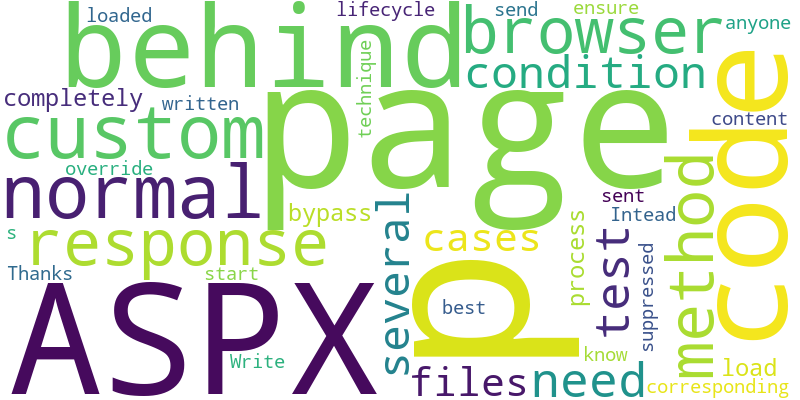 loaded
behind
lifecycle
send
ensure
browser
anyone
condition
completely
written
technique
page
code
content
custom
override
normal
bypass
s
response
several
cases
process
sent
Intead
test
method
suppressed
Thanks
start
ASPX
p
best
Write
know
load
files
need
corresponding